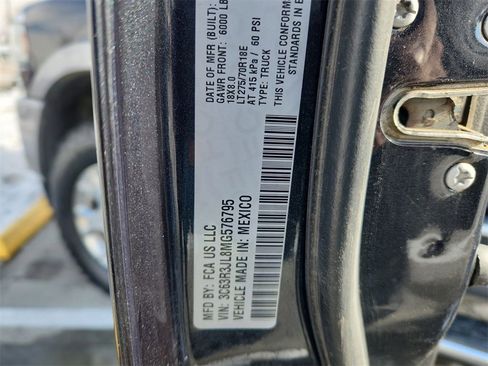 MFD BY: FCA US LLC
DATE OF MFR (BUILT):
GAWR FRONT: 6000 LB
18X8.0
LT275/70R18E
AT 415 kPa / 60 PSI
VIN: 3C63R3JL8MG576795
TYPE: TRUCK
VEHICLE MADE IN: MEXICO
THIS VEHICLE CONFORM
STANDARDS IN E